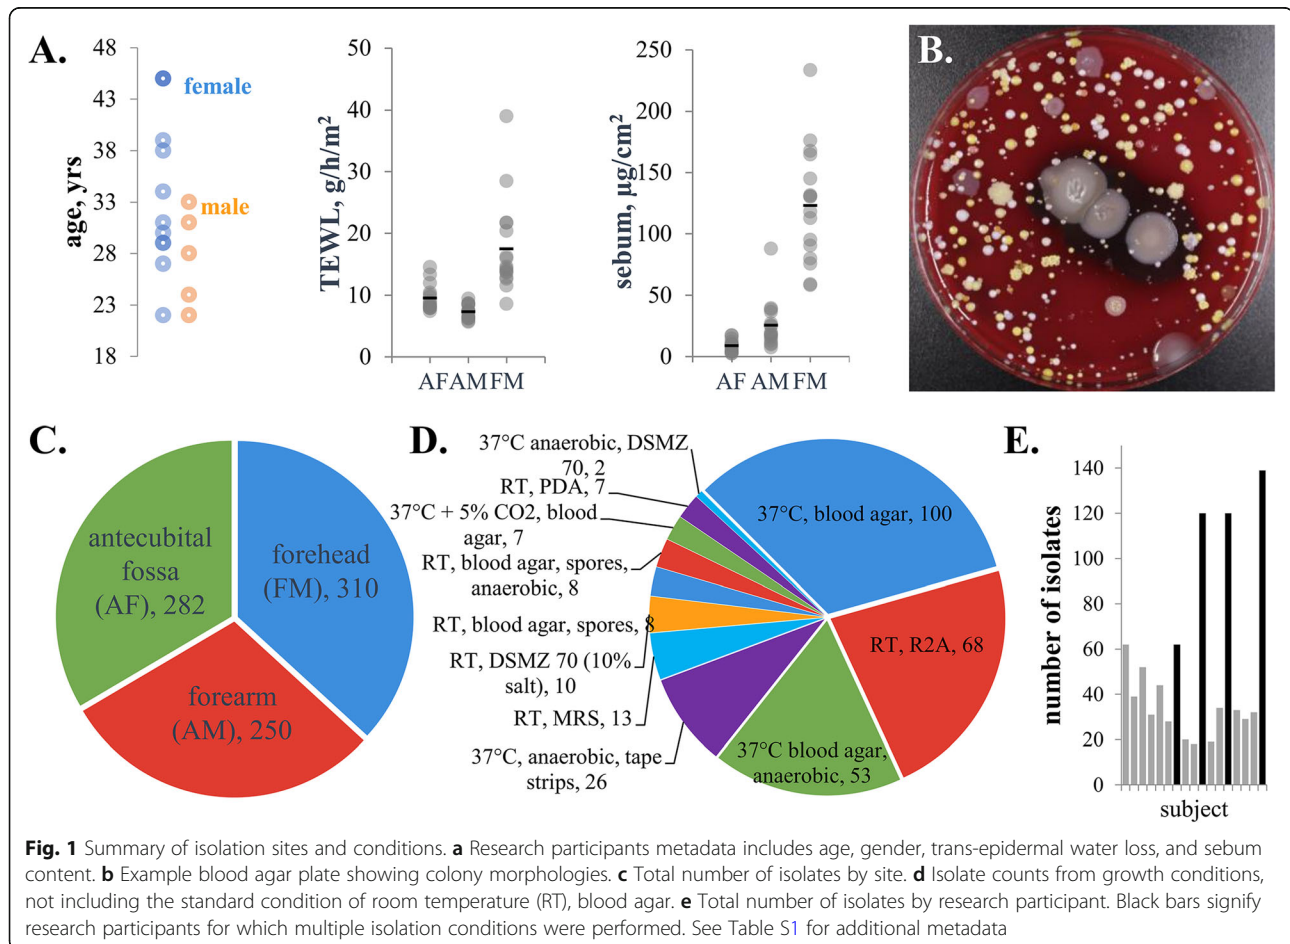 A.
48
43
38
33
28
23
18
age, yrs
female
male
50
40
30
20
10
0
TEWL, g/h/m²
AF AM FM
250
200
150
100
50
0
sebum, µg/cm²
AF AM FM
B.
C.
antecubital
fossa
(AF), 282
forehead
(FM), 310
forearm
(AM), 250
D.
37°C anaerobic, DSMZ
70, 2
RT, PDA, 7
37°C + 5% CO2, blood
agar, 7
RT, blood agar, spores,
anaerobic, 8
RT, blood agar, spores, 8
RT, DSMZ 70 (10%
salt), 10
RT, MRS, 13
37°C, anaerobic, tape
strips, 26
37°C, blood agar, 100
RT, R2A, 68
37°C blood agar,
anaerobic, 53
E.
140
120
100
80
60
40
20
0
number of isolates
subject
Fig. 1 Summary of isolation sites and conditions. a Research participants metadata includes age, gender, trans-epidermal water loss, and sebum
content. b Example blood agar plate showing colony morphologies. c Total number of isolates by site. d Isolate counts from growth conditions,
not including the standard condition of room temperature (RT), blood agar. e Total number of isolates by research participant. Black bars signify
research participants for which multiple isolation conditions were performed. See Table S1 for additional metadata